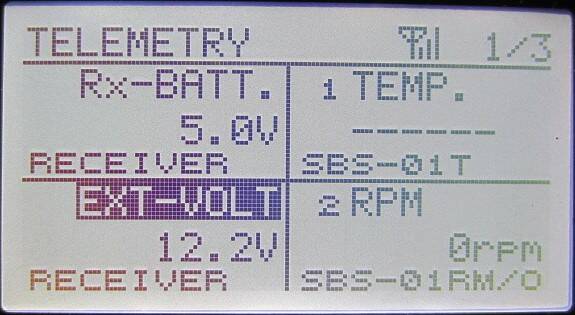 TELEMETRY 1/3
Rx-BATT.
5.0V
RECEIVER
1 TEMP.
-----
SBS-01T
EXT-VOLT
12.2V
RECEIVER
2 RPM
0rpm
SBS-01RM/O